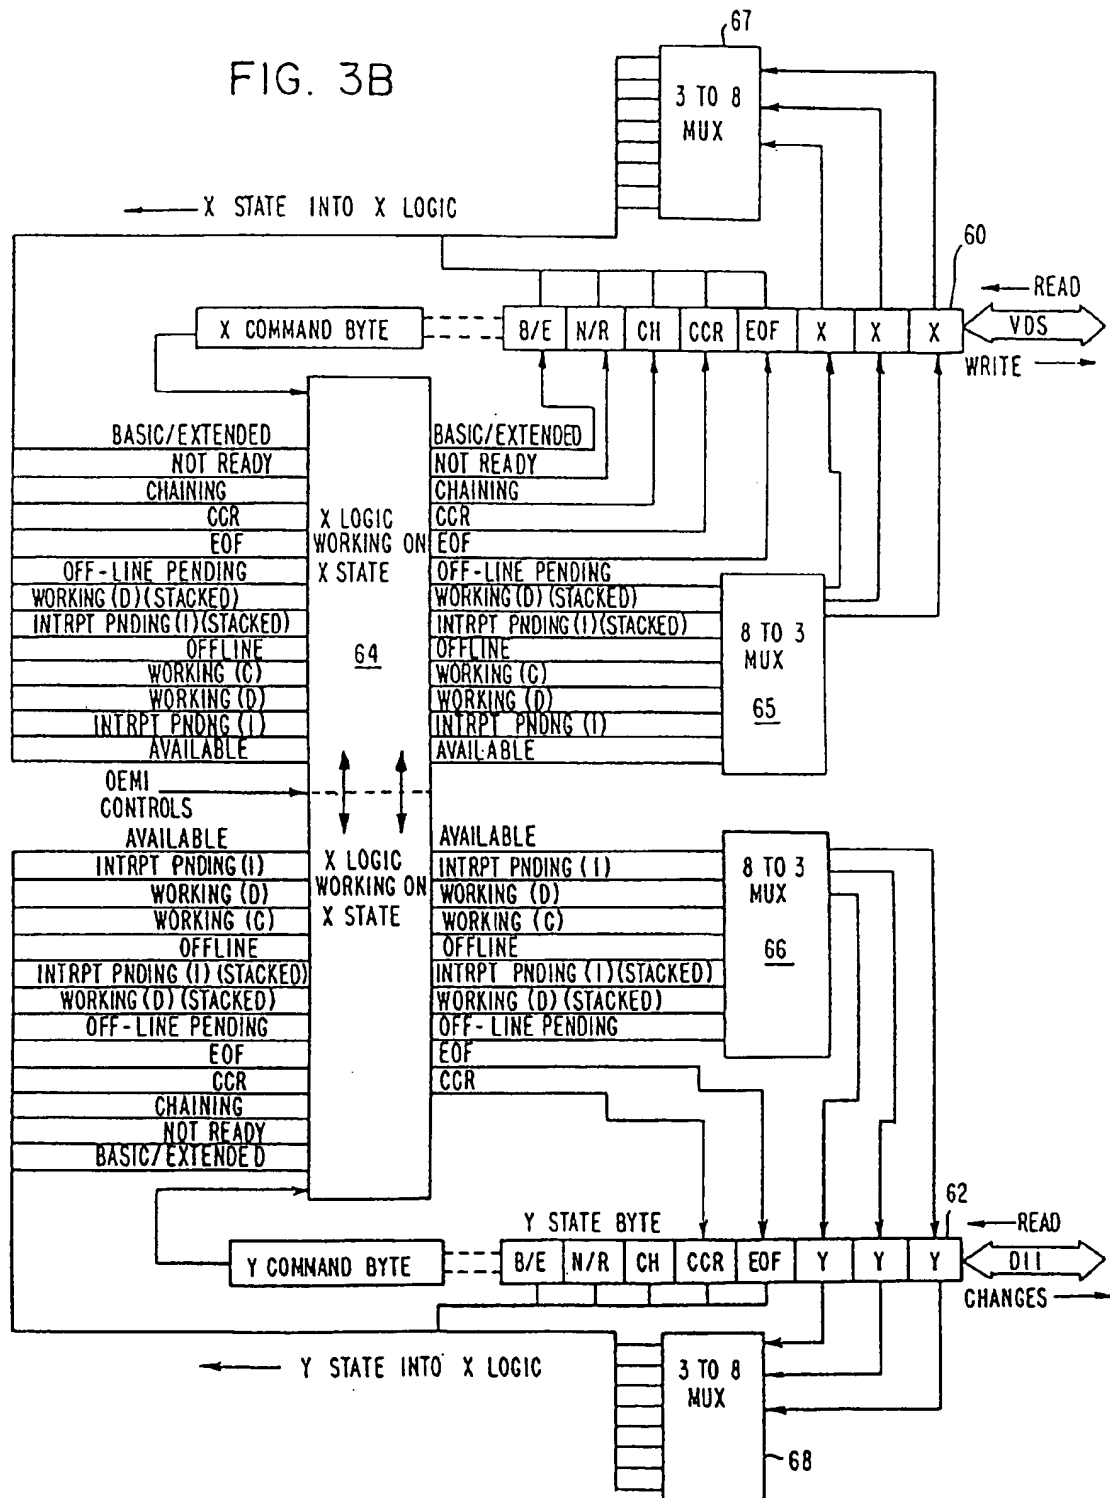 67
FIG. 3B
3 TO 8
MUX
X STATE INTO X LOGIC
60
READ
X COMMAND BYTE
B/E N/R CH CCR EOF X X X
VDS
WRITE
BASIC/EXTENDED
NOT READY
CHAINING
CCR
EOF
OFF-LINE PENDING
WORKING (D)(STACKED)
INTRPT PNDING (I)(STACKED)
OFFLINE
WORKING (C)
WORKING (D)
INTRPT PNDNG (I)
AVAILABLE
X LOGIC
WORKING ON
X STATE
64
BASIC/EXTENDED
NOT READY
CHAINING
CCR
EOF
OFF-LINE PENDING
WORKING (D)(STACKED)
INTRPT PNDING (I)(STACKED)
OFFLINE
WORKING (C)
WORKING (D)
INTRPT PNDNG (I)
AVAILABLE
8 TO 3
MUX
65
OEMI
CONTROLS
AVAILABLE
INTRPT PNDING (I)
WORKING (D)
WORKING (C)
OFFLINE
INTRPT PNDING (I)(STACKED)
WORKING (D)(STACKED)
OFF-LINE PENDING
EOF
CCR
CHAINING
NOT READY
BASIC/EXTENDED
X LOGIC
WORKING ON
X STATE
AVAILABLE
INTRPT PNDING (I)
WORKING (D)
WORKING (C)
OFFLINE
INTRPT PNDING (I)(STACKED)
WORKING (D)(STACKED)
OFF-LINE PENDING
EOF
CCR
8 TO 3
MUX
66
62
Y STATE BYTE
READ
Y COMMAND BYTE
B/E N/R CH CCR EOF Y Y Y
DII
CHANGES
Y STATE INTO X LOGIC
3 TO 8
MUX
68